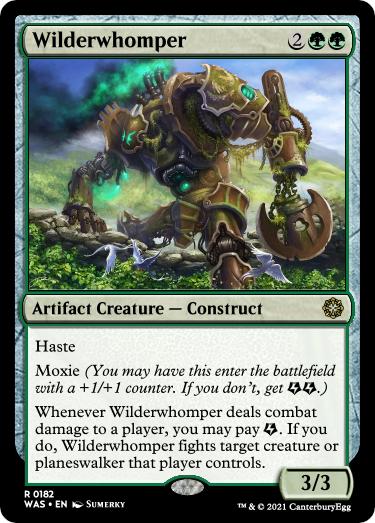 Wilderwhomper 2
Artifact Creature — Construct
Haste
Moxie (You may have this enter the battlefield
with a +1/+1 counter. If you don't, get .)
Whenever Wilderwhomper deals combat
damage to a player, you may pay . If you
do, Wilderwhomper fights target creature or
planeswalker that player controls.
3/3
R 0182
WAS • EN SUMERKY
™ & © 2021 CanterburyEgg